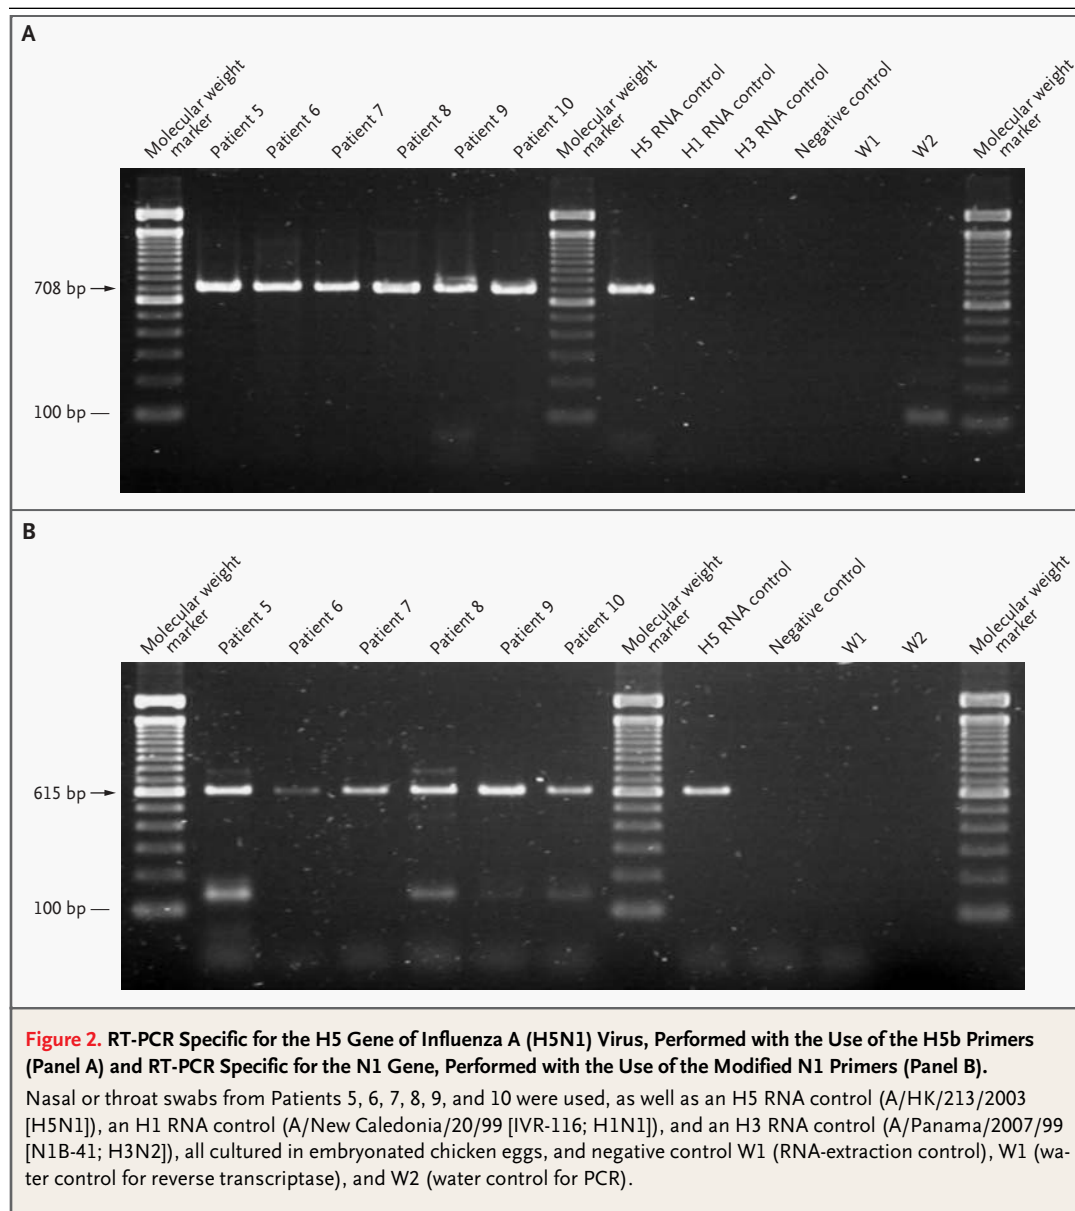 A
Molecular weight
marker
Patient 5
Patient 6
Patient 7
Patient 8
Patient 9
Patient 10
Molecular weight
marker
H5 RNA control
H1 RNA control
H3 RNA control
Negative control
W1
W2
Molecular weight
marker
708 bp
100 bp
B
Molecular weight
marker
Patient 5
Patient 6
Patient 7
Patient 8
Patient 9
Patient 10
Molecular weight
marker
H5 RNA control
Negative control
W1
W2
Molecular weight
marker
615 bp
100 bp
Figure 2. RT-PCR Specific for the H5 Gene of Influenza A (H5N1) Virus, Performed with the Use of the H5b Primers
(Panel A) and RT-PCR Specific for the N1 Gene, Performed with the Use of the Modified N1 Primers (Panel B).
Nasal or throat swabs from Patients 5, 6, 7, 8, 9, and 10 were used, as well as an H5 RNA control (A/HK/213/2003
[H5N1]), an H1 RNA control (A/New Caledonia/20/99 [IVR-116; H1N1]), and an H3 RNA control (A/Panama/2007/99
[N1B-41; H3N2]), all cultured in embryonated chicken eggs, and negative control W1 (RNA-extraction control), W1 (wa-
ter control for reverse transcriptase), and W2 (water control for PCR).